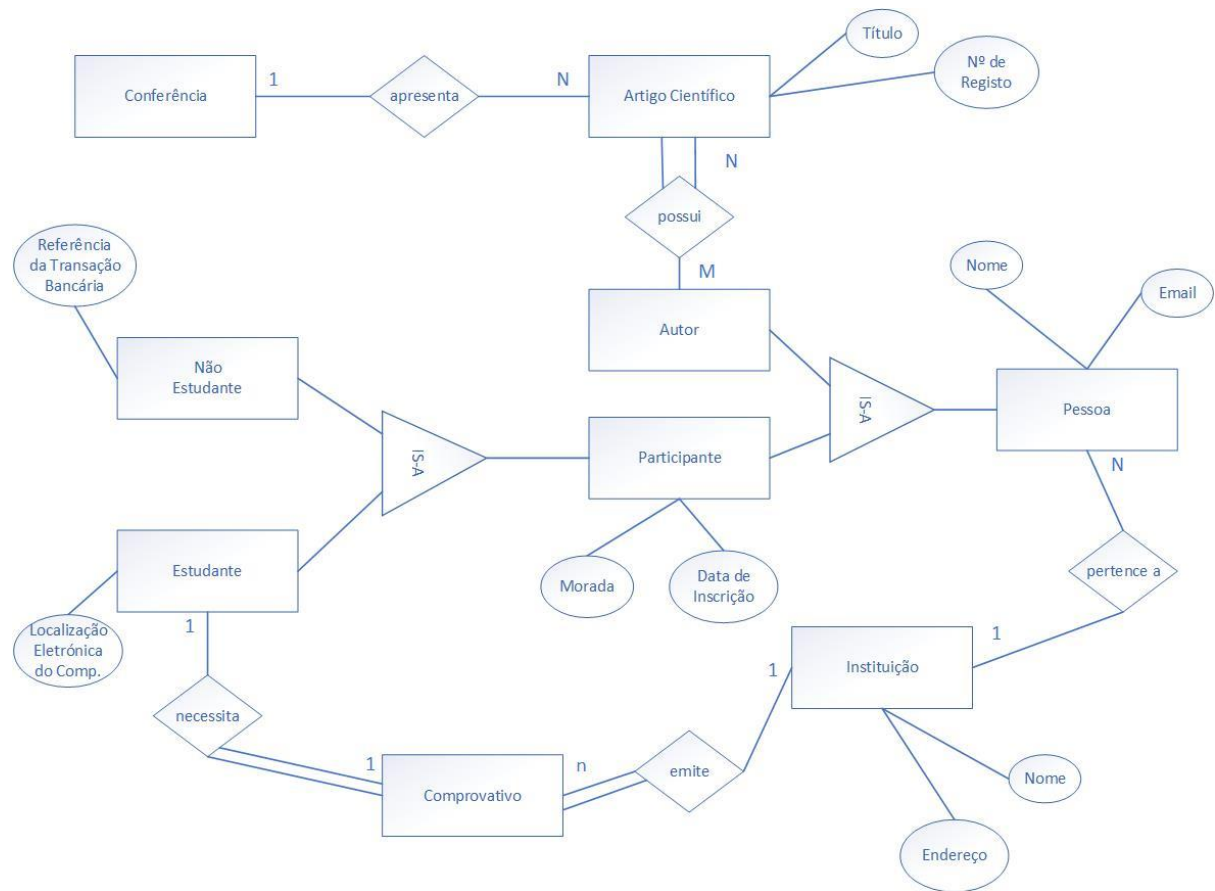 Título
Nº de
Registo
Conferência
1
apresenta
N
Artigo Científico
N
possui
M
Referência
da Transação
Bancária
Nome
Email
Autor
Não
Estudante
IS-A
Pessoa
IS-A
Participante
N
Estudante
Morada
Data de
Inscrição
pertence a
1
Localização
Eletrónica
do Comp.
1
Instituição
1
necessita
1
Comprovativo
n
emite
Nome
Endereço